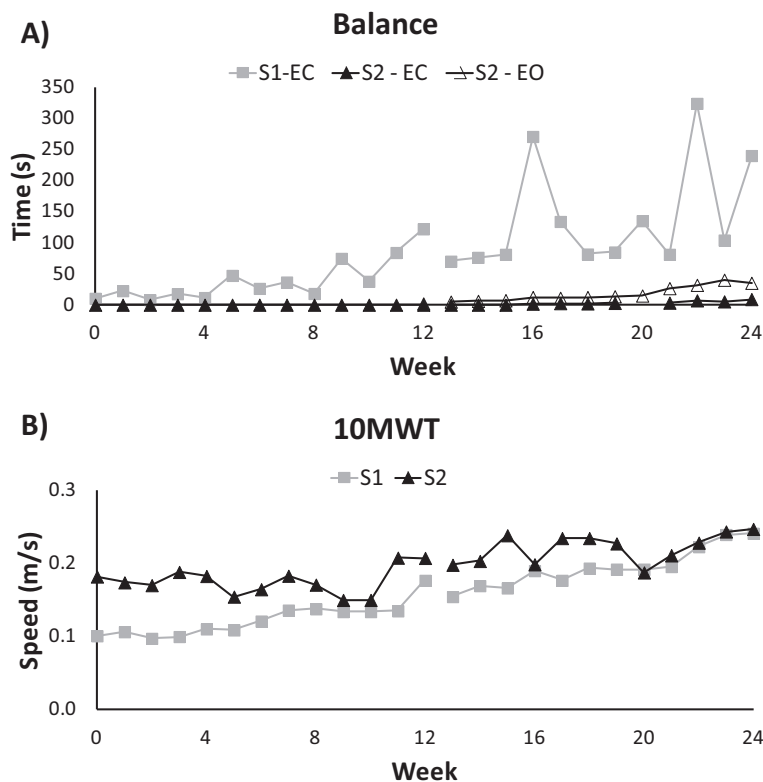 A)
Balance
S1-EC S2 - EC S2 - EO
350
300
250
200
150
100
50
0
Time (s)
0 4 8 12 16 20 24
Week
B)
10MWT
S1 S2
0.3
0.2
0.1
0.0
Speed (m/s)
0 4 8 12 16 20 24
Week